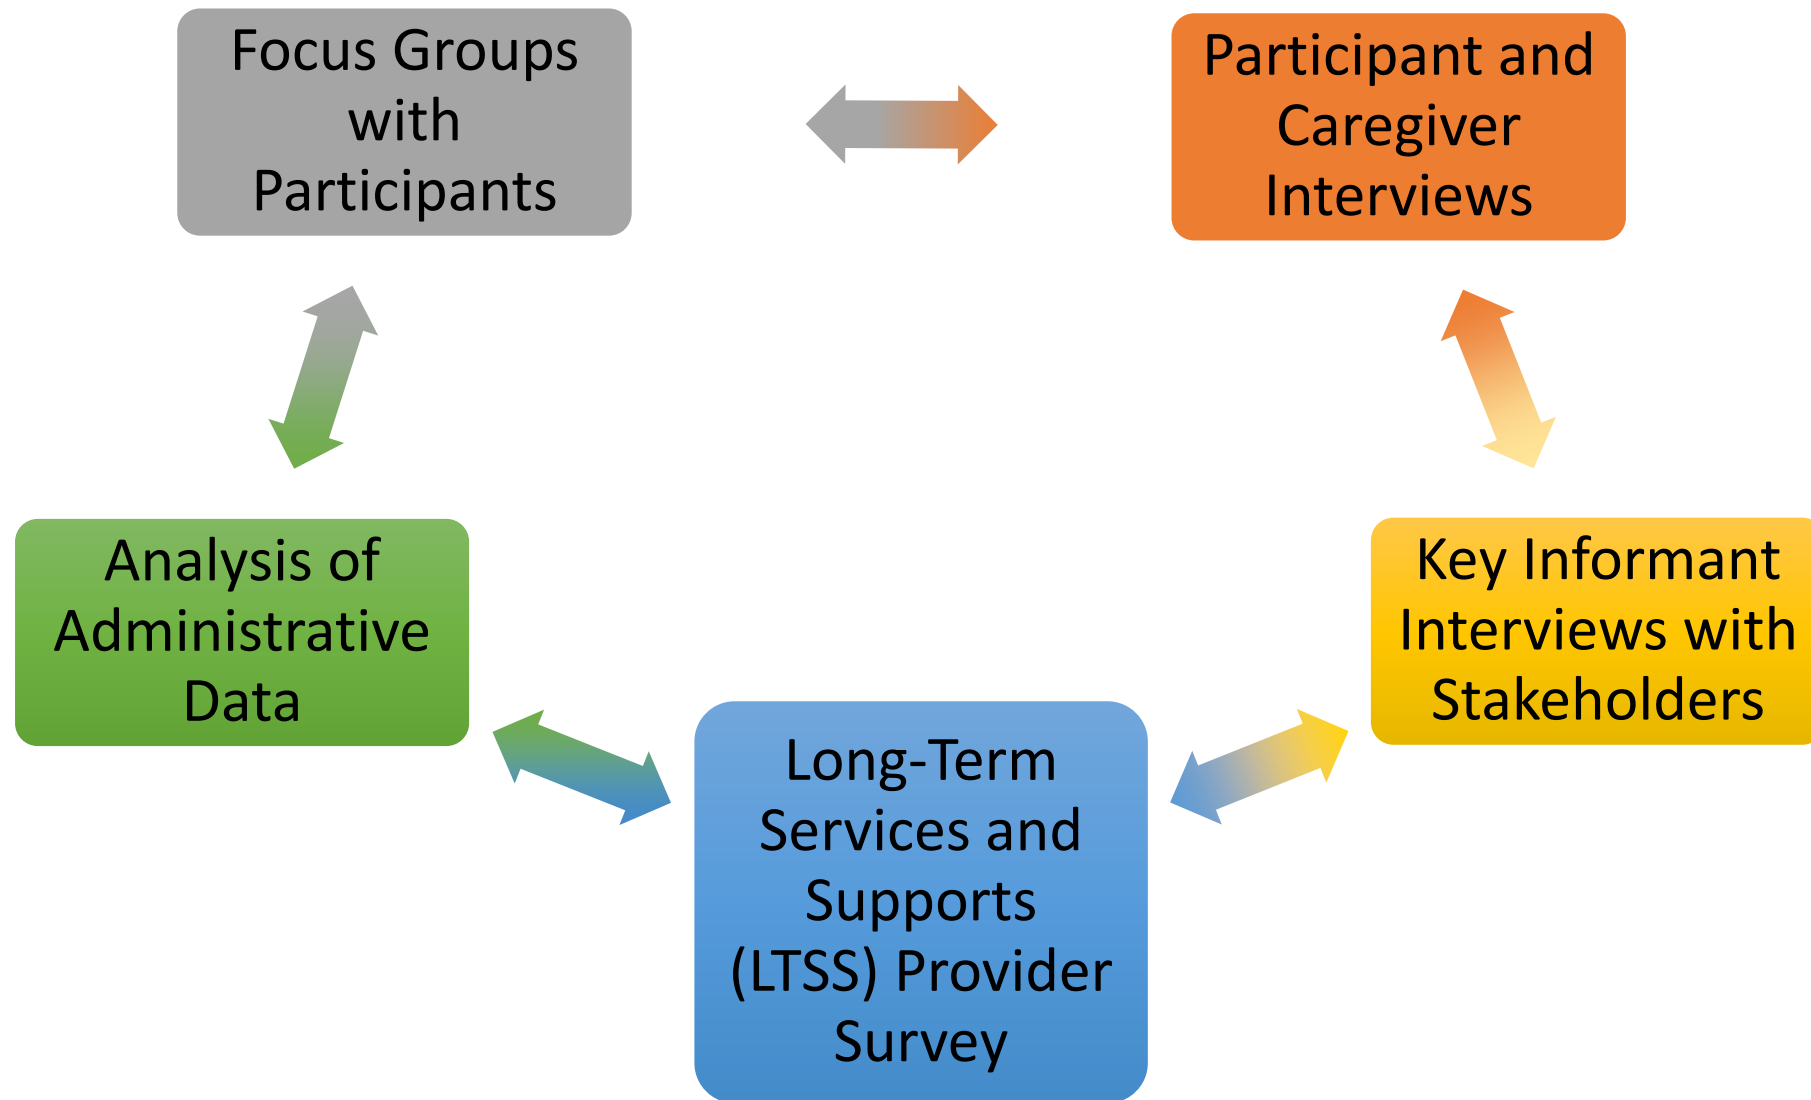 Focus Groups
with
Participants
Participant and
Caregiver
Interviews
Analysis of
Administrative
Data
Key Informant
Interviews with
Stakeholders
Long-Term
Services and
Supports
(LTSS) Provider
Survey